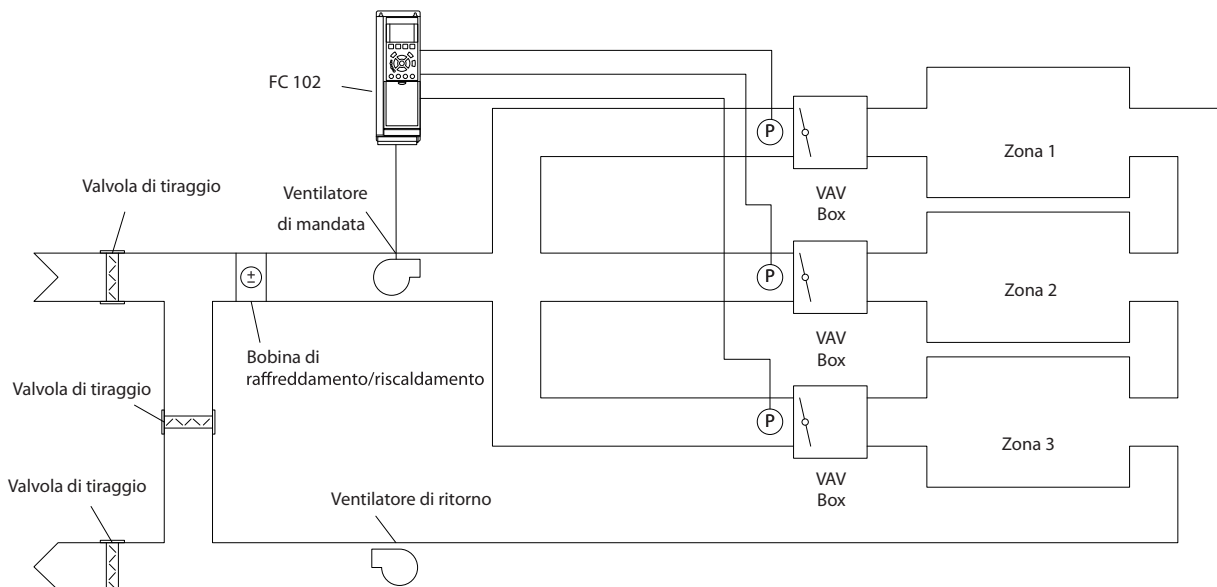 FC 102
P
Zona 1
Valvola di tiraggio
Ventilatore
di mandata
VAV
Box
±
P
Zona 2
VAV
Box
Bobina di
raffreddamento/riscaldamento
Valvola di tiraggio
P
Zona 3
VAV
Box
Valvola di tiraggio
Ventilatore di ritorno